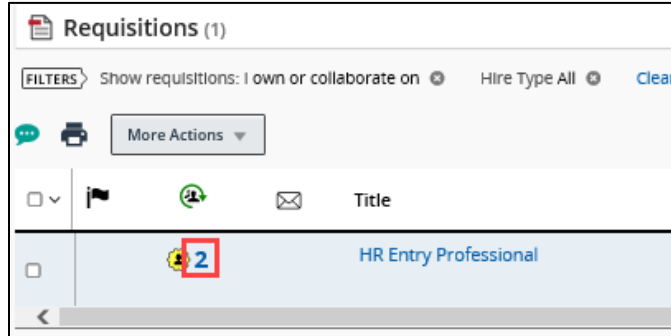 Requisitions (1)
FILTERS Show requisitions: I own or collaborate on Hire Type All Clear
More Actions
Title
2 HR Entry Professional